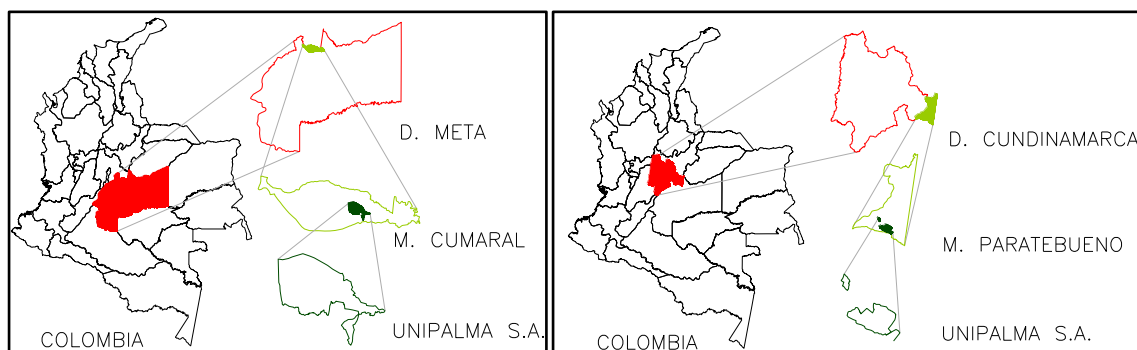 D. META
M. CUMARAL
UNIPALMA S.A.
COLOMBIA
D. CUNDINAMARCA
M. PARATEBUENO
UNIPALMA S.A.
COLOMBIA